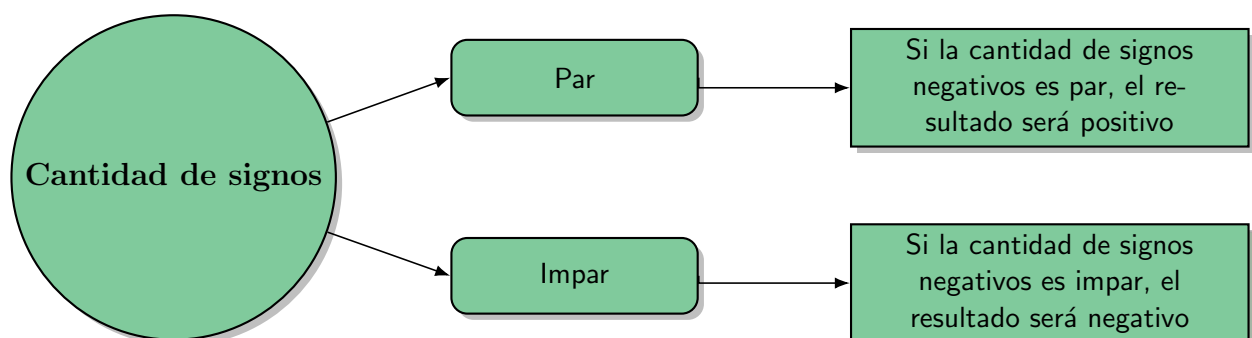 Cantidad de signos
Par
Si la cantidad de signos
negativos es par, el re-
sultado será positivo
Impar
Si la cantidad de signos
negativos es impar, el
resultado será negativo